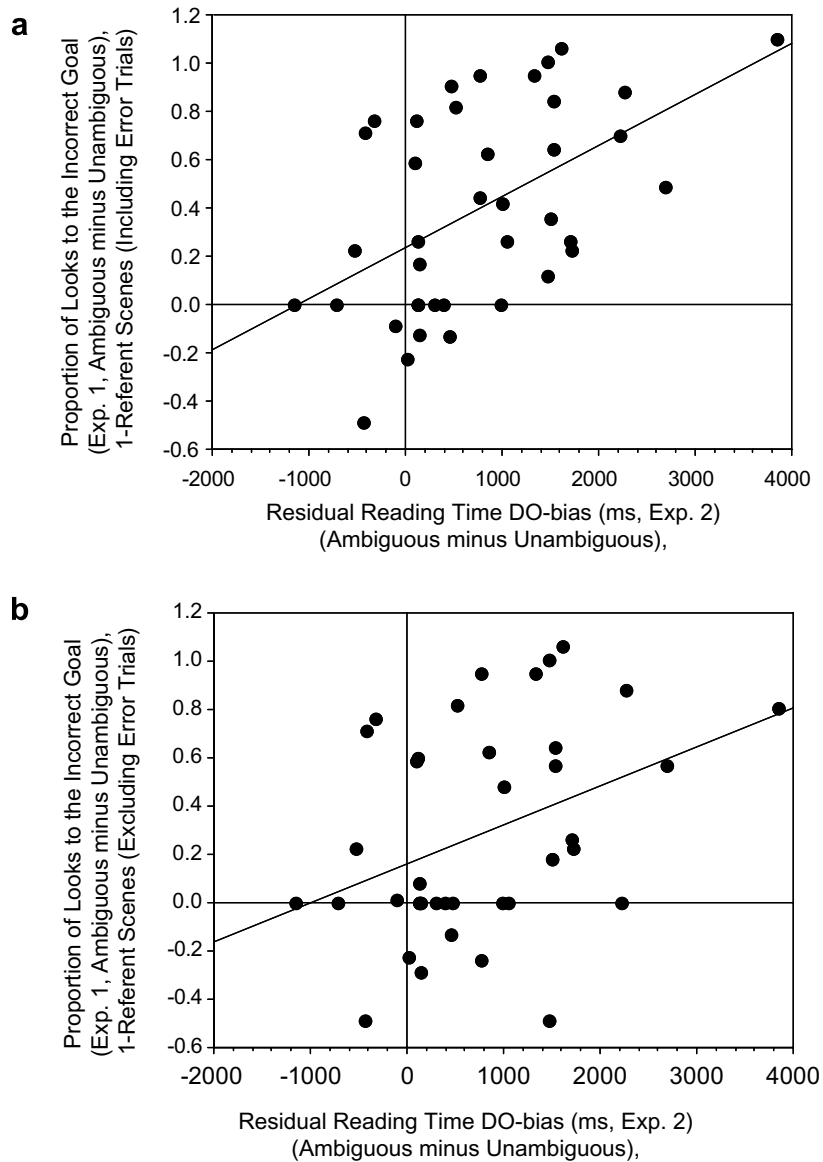 a
Proportion of Looks to the Incorrect Goal
(Exp. 1, Ambiguous minus Unambiguous),
1-Referent Scenes (Including Error Trials)
1.2
1.0
0.8
0.6
0.4
0.2
0.0
-0.2
-0.4
-0.6
-2000 -1000 0 1000 2000 3000 4000
Residual Reading Time DO-bias (ms, Exp. 2)
(Ambiguous minus Unambiguous),
b
Proportion of Looks to the Incorrect Goal
(Exp. 1, Ambiguous minus Unambiguous),
1-Referent Scenes (Excluding Error Trials)
1.2
1.0
0.8
0.6
0.4
0.2
0.0
-0.2
-0.4
-0.6
-2000 -1000 0 1000 2000 3000 4000
Residual Reading Time DO-bias (ms, Exp. 2)
(Ambiguous minus Unambiguous),